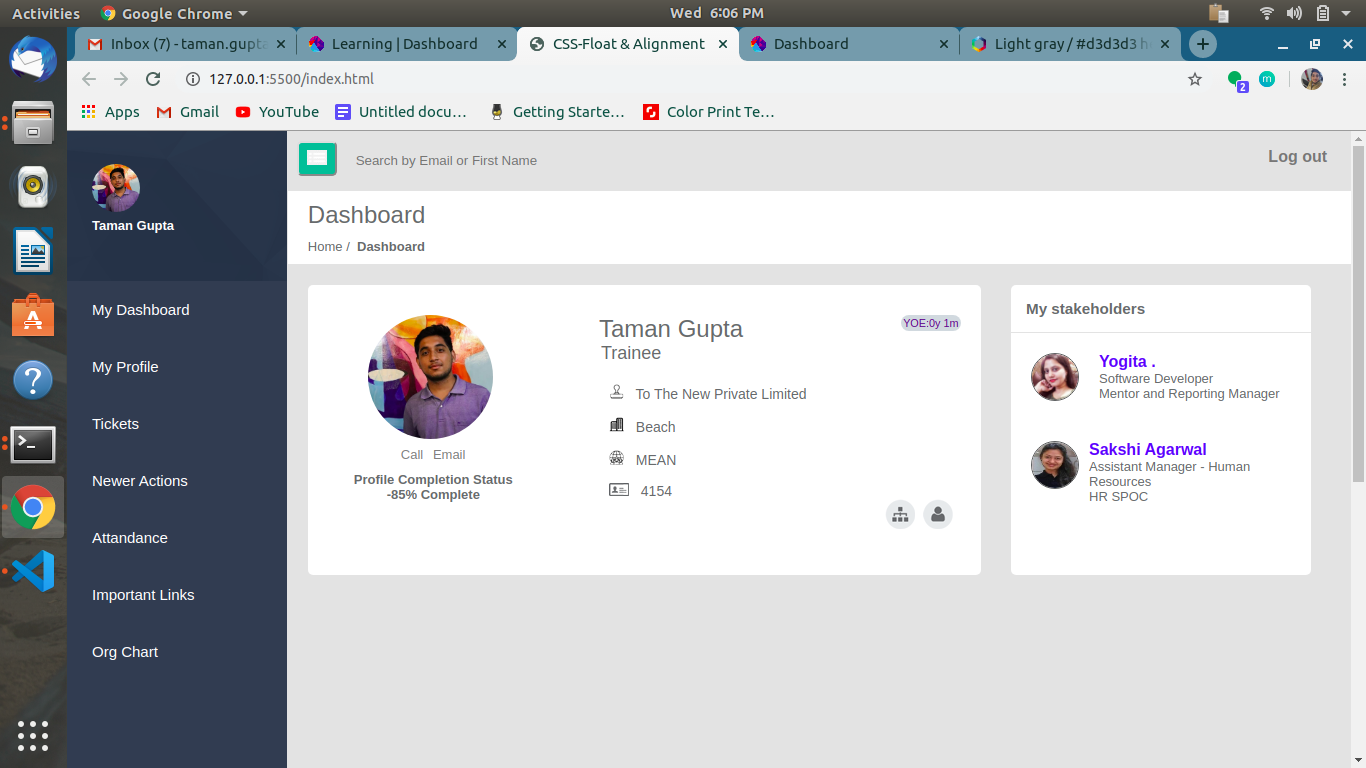 Activities Google Chrome Wed 6:06 PM
Inbox (7) - taman.gupta Learning | Dashboard CSS-Float & Alignment Dashboard Light gray / #d3d3d3 h
127.0.0.1:5500/index.html
2 m
Apps Gmail YouTube Untitled docu… Getting Starte… Color Print Te…
Search by Email or First Name Log out
Taman Gupta
Dashboard
Home / Dashboard
My Dashboard
My Profile
Tickets
Newer Actions
Attandance
Important Links
Org Chart
Call Email
Profile Completion Status
-85% Complete
Taman Gupta
Trainee
YOE:0y 1m
To The New Private Limited
Beach
MEAN
4154
My stakeholders
Yogita .
Software Developer
Mentor and Reporting Manager
Sakshi Agarwal
Assistant Manager - Human
Resources
HR SPOC